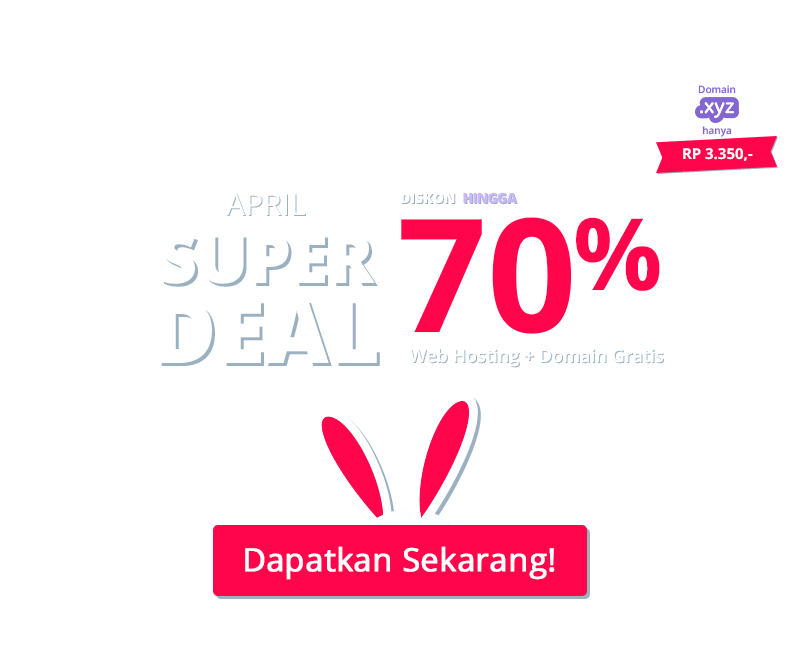 Domain
.xyz
hanya
RP 3.350,-
APRIL
SUPER
DEAL
DISKON HINGGA
70%
Web Hosting + Domain Gratis
Dapatkan Sekarang!